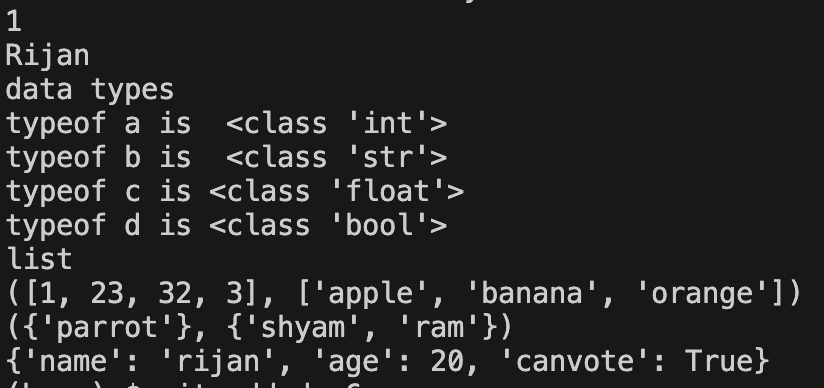 1
Rijan
data types
typeof a is  <class 'int'>
typeof b is  <class 'str'>
typeof c is <class 'float'>
typeof d is <class 'bool'>
list
([1, 23, 32, 3], ['apple', 'banana', 'orange'])
({'parrot'}, {'shyam', 'ram'})
{'name': 'rijan', 'age': 20, 'canvote': True}